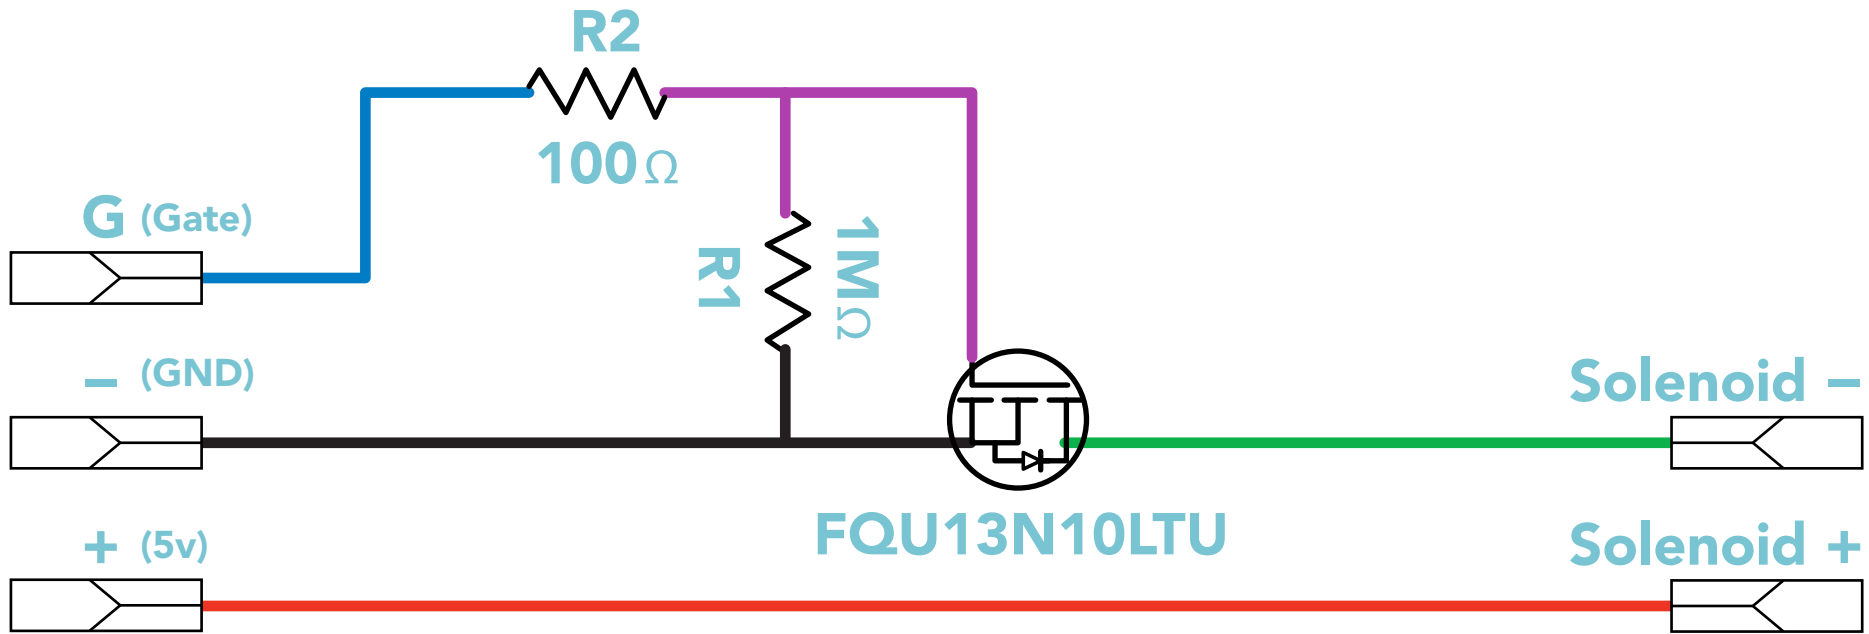 R2
100Ω
G (Gate)
R1
1MΩ
− (GND)
Solenoid −
FQU13N10LTU
+ (5v)
Solenoid +